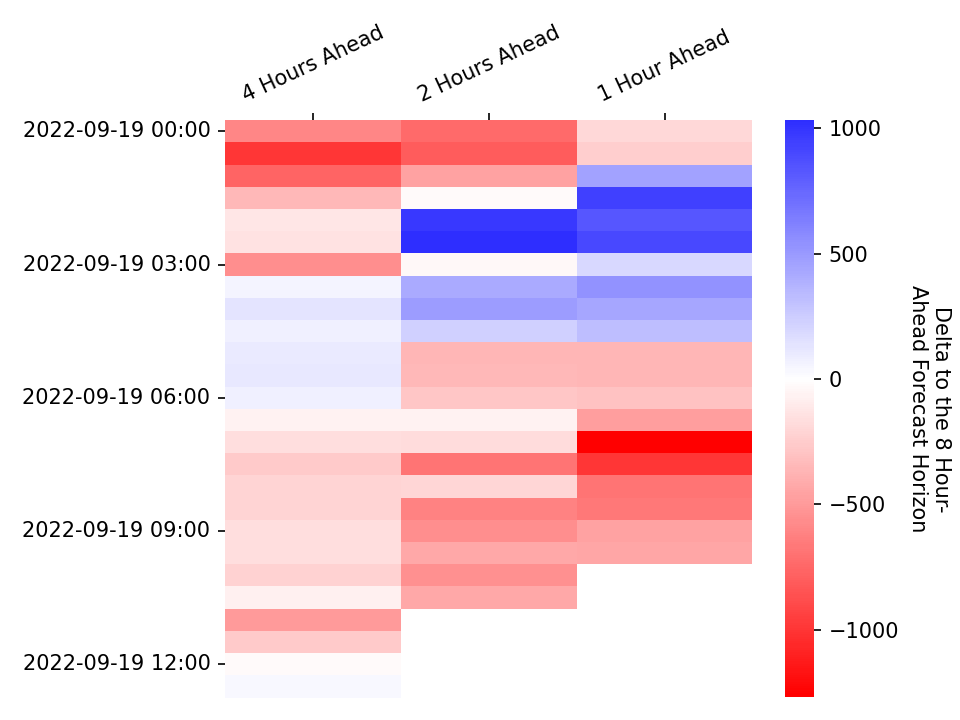 4 Hours Ahead
2 Hours Ahead
1 Hour Ahead
2022-09-19 00:00
2022-09-19 03:00
2022-09-19 06:00
2022-09-19 09:00
2022-09-19 12:00
1000
500
0
−500
−1000
Delta to the 8 Hour-
Ahead Forecast Horizon